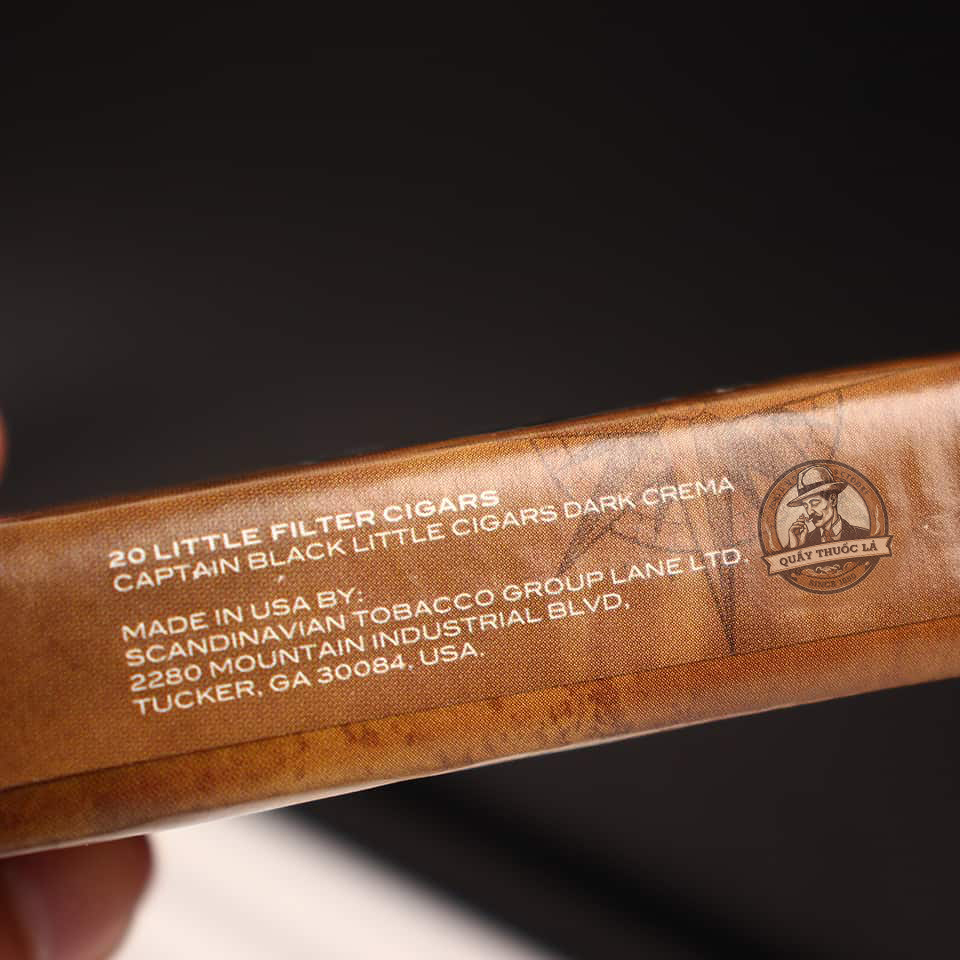 20 LITTLE FILTER CIGARS
CAPTAIN BLACK LITTLE CIGARS DARK CREMA
MADE IN USA BY:
SCANDINAVIAN TOBACCO GROUP LANE LTD.
2280 MOUNTAIN INDUSTRIAL BLVD,
TUCKER, GA 30084, USA.
QUẦY THUỐC LÁ